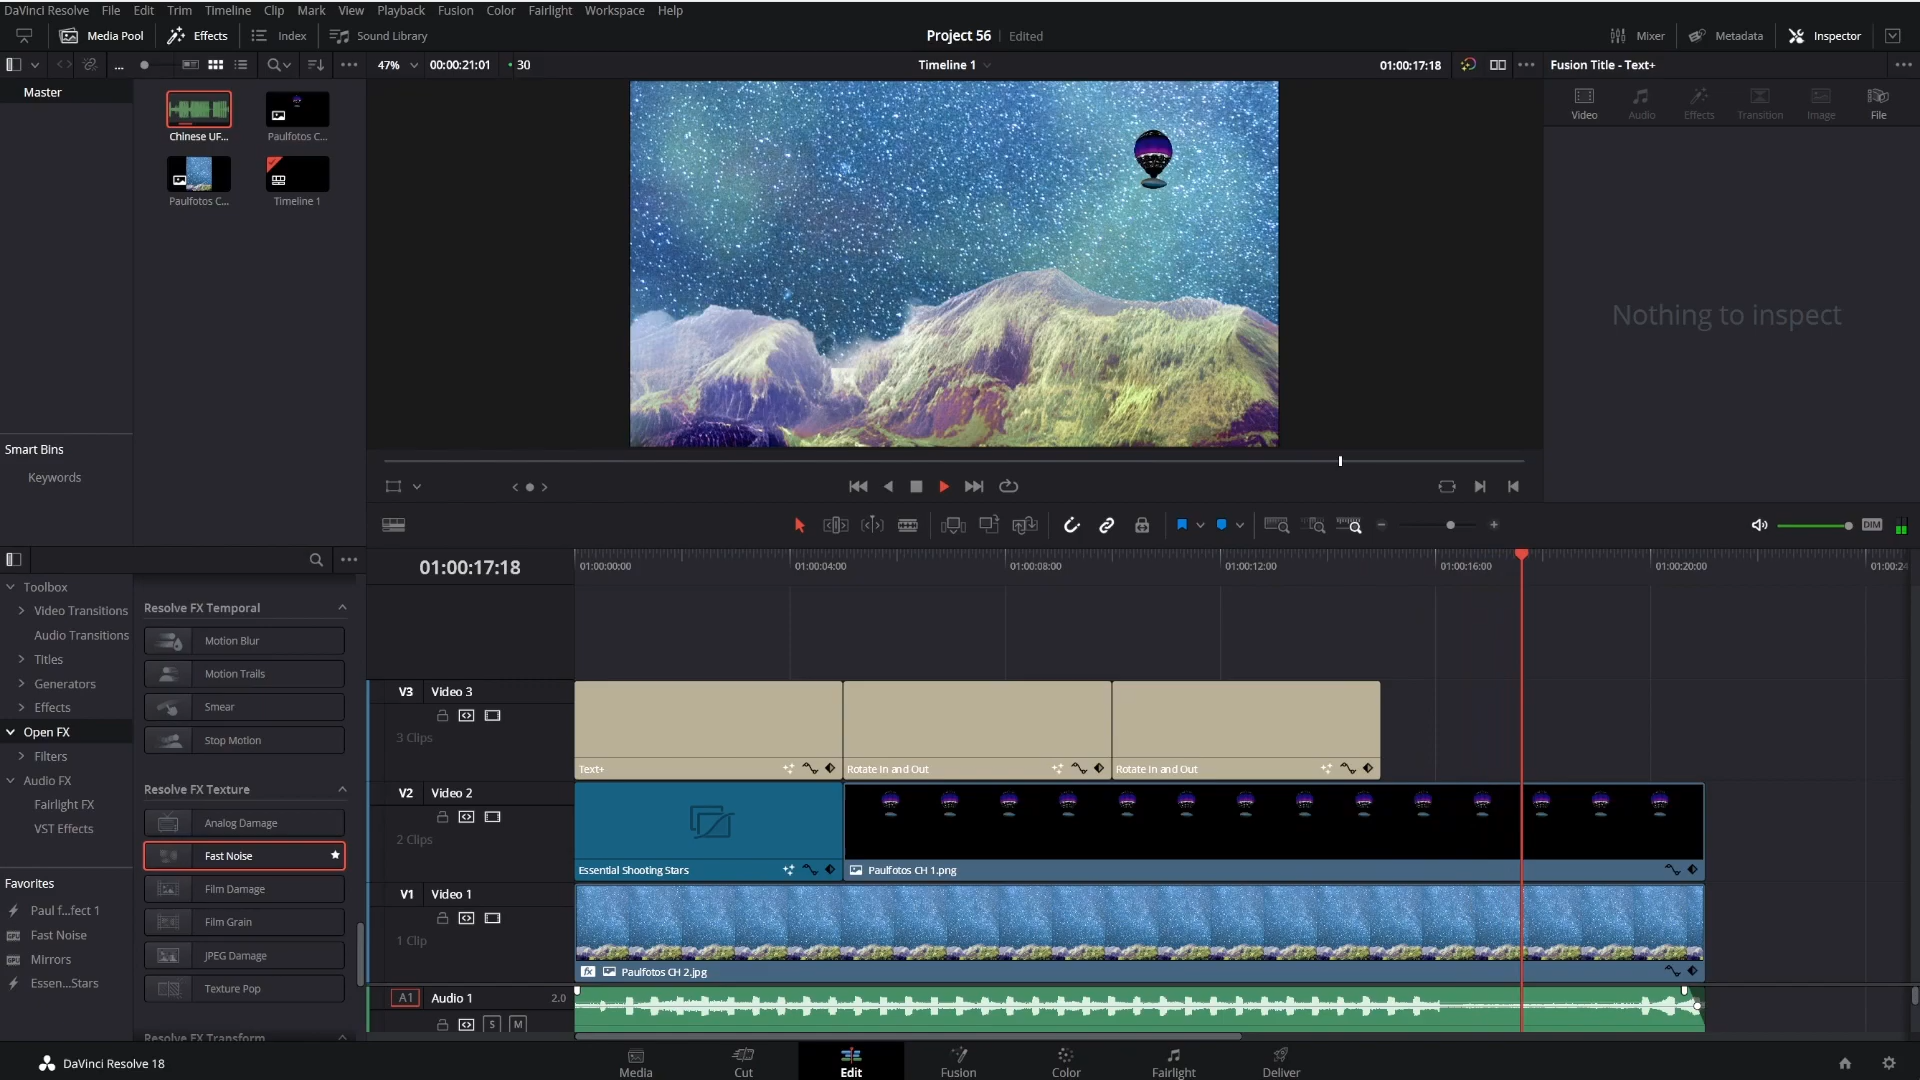 DaVinci Resolve File Edit Trim Timeline Clip Mark View Playback Fusion Color Fairlight Workspace Help
Media Pool Effects Index Sound Library Project 56 Edited Mixer Metadata Inspector
... 47% 00:00:21:01 30 Timeline 1 01:00:17:18 Fusion Title - Text+
Master
Video Audio Effects Transition Image File
Chinese UF... Paulfotos C...
Paulfotos C... Timeline 1
Nothing to inspect
Smart Bins
Keywords
DIM
01:00:17:18
01:00:00:00 01:00:04:00 01:00:08:00 01:00:12:00 01:00:16:00 01:00:20:00 01:00:24
Toolbox
Video Transitions
Audio Transitions
Titles
Generators
Effects
Open FX
Filters
Audio FX
Fairlight FX
VST Effects
Favorites
Paul f...fect 1
Fast Noise
Mirrors
Essen...Stars
Resolve FX Temporal
Motion Blur
Motion Trails
Smear
Stop Motion
Resolve FX Texture
Analog Damage
Fast Noise
Film Damage
Film Grain
JPEG Damage
Texture Pop
Resolve FX Transform
V3 Video 3
3 Clips
Text+ Rotate In and Out Rotate In and Out
V2 Video 2
2 Clips
Essential Shooting Stars Paulfotos CH 1.png
V1 Video 1
1 Clip
fx Paulfotos CH 2.jpg
A1 Audio 1 2.0
S M
DaVinci Resolve 18
Media Cut Edit Fusion Color Fairlight Deliver